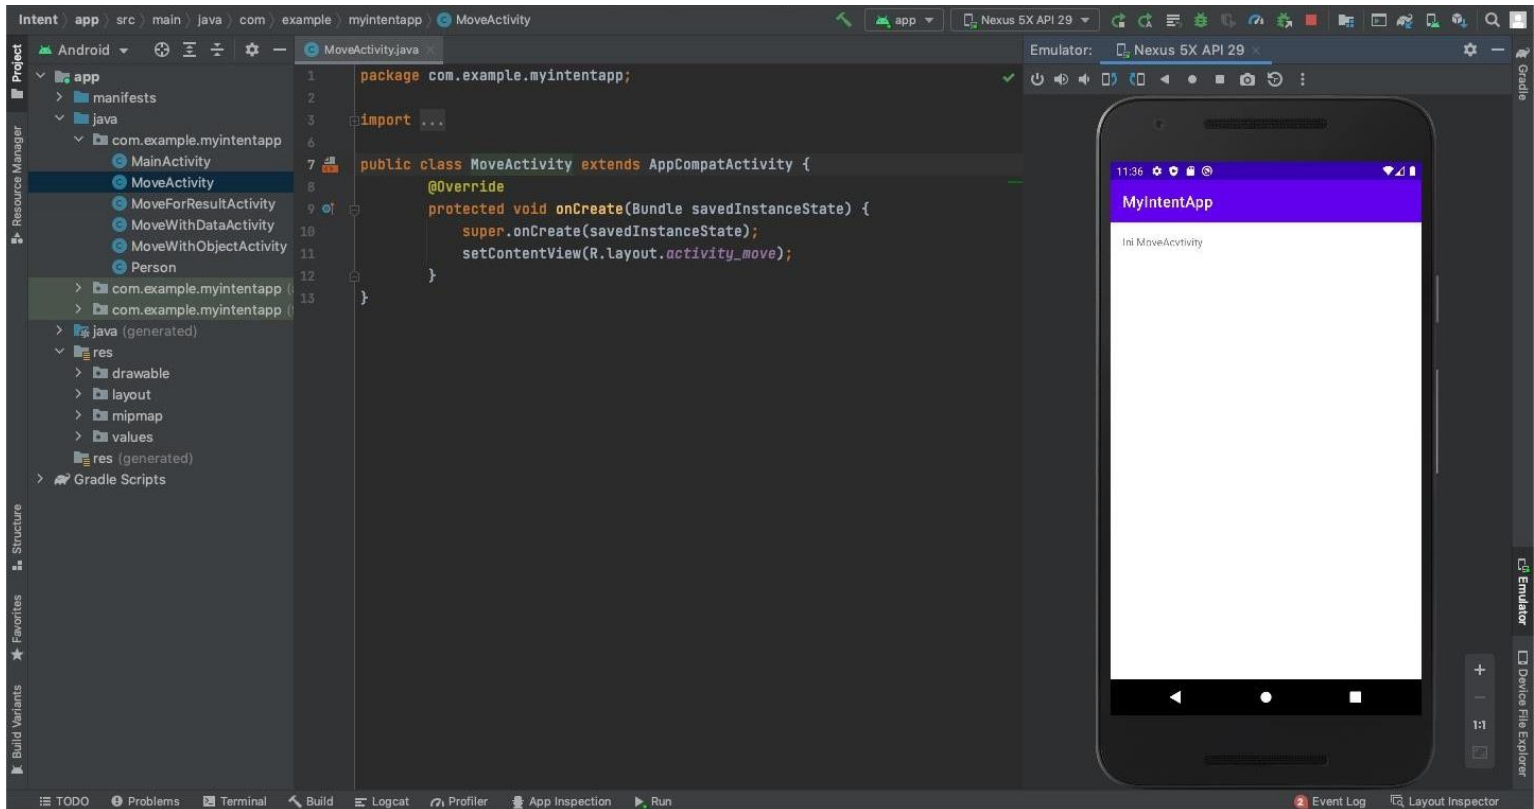 Intent app src main java com example myintentapp MoveActivity
app Nexus 5X API 29
Android
MoveActivity.java
Emulator: Nexus 5X API 29
Project
Resource Manager
Structure
Favorites
Build Variants
app
manifests
java
com.example.myintentapp
MainActivity
MoveActivity
MoveForResultActivity
MoveWithDataActivity
MoveWithObjectActivity
Person
com.example.myintentapp
com.example.myintentapp
java (generated)
res
drawable
layout
mipmap
values
res (generated)
Gradle Scripts
1 package com.example.myintentapp;
2
3 import ...
6
7 public class MoveActivity extends AppCompatActivity {
8 @Override
9 protected void onCreate(Bundle savedInstanceState) {
10 super.onCreate(savedInstanceState);
11 setContentView(R.layout.activity_move);
12 }
13 }
11:36
MyIntentApp
Ini MoveAcvtivity
1:1
Gradle
Emulator
Device File Explorer
TODO Problems Terminal Build Logcat Profiler App Inspection Run
2 Event Log Layout Inspector